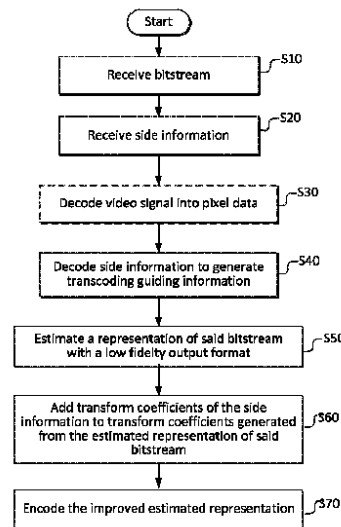 Start
Receive bitstream
S10
Receive side information
S20
Decode video signal into pixel data
S30
Decode side information to generate
transcoding guiding information
S40
Estimate a representation of said bitstream
with a low fidelity output format
S50
Add transform coefficients of the side
information to transform coefficients generated
from the estimated representation of said
bitstream
S60
Encode the improved estimated representation
S70